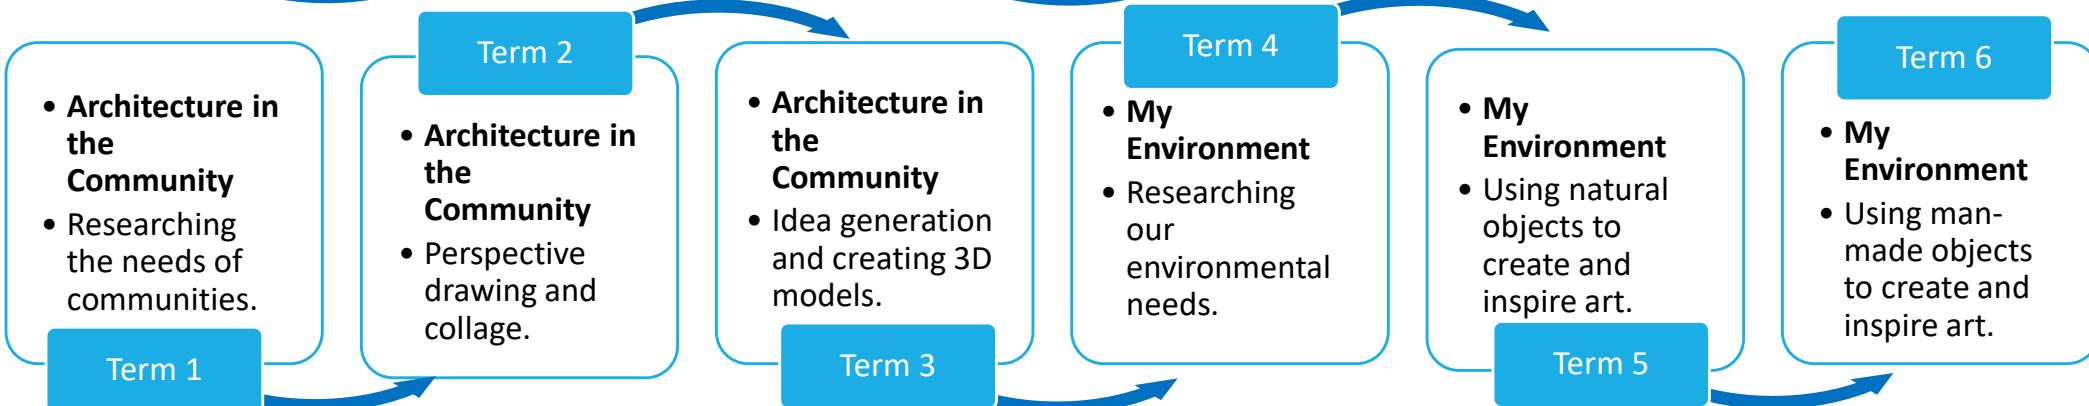 • Architecture in
the
Community
• Researching
the needs of
communities.
Term 1
Term 2
• Architecture in
the
Community
• Perspective
drawing and
collage.
• Architecture in
the
Community
• Idea generation
and creating 3D
models.
Term 3
Term 4
• My
Environment
• Researching
our
environmental
needs.
• My
Environment
• Using natural
objects to
create and
inspire art.
Term 5
Term 6
• My
Environment
• Using man-
made objects
to create and
inspire art.